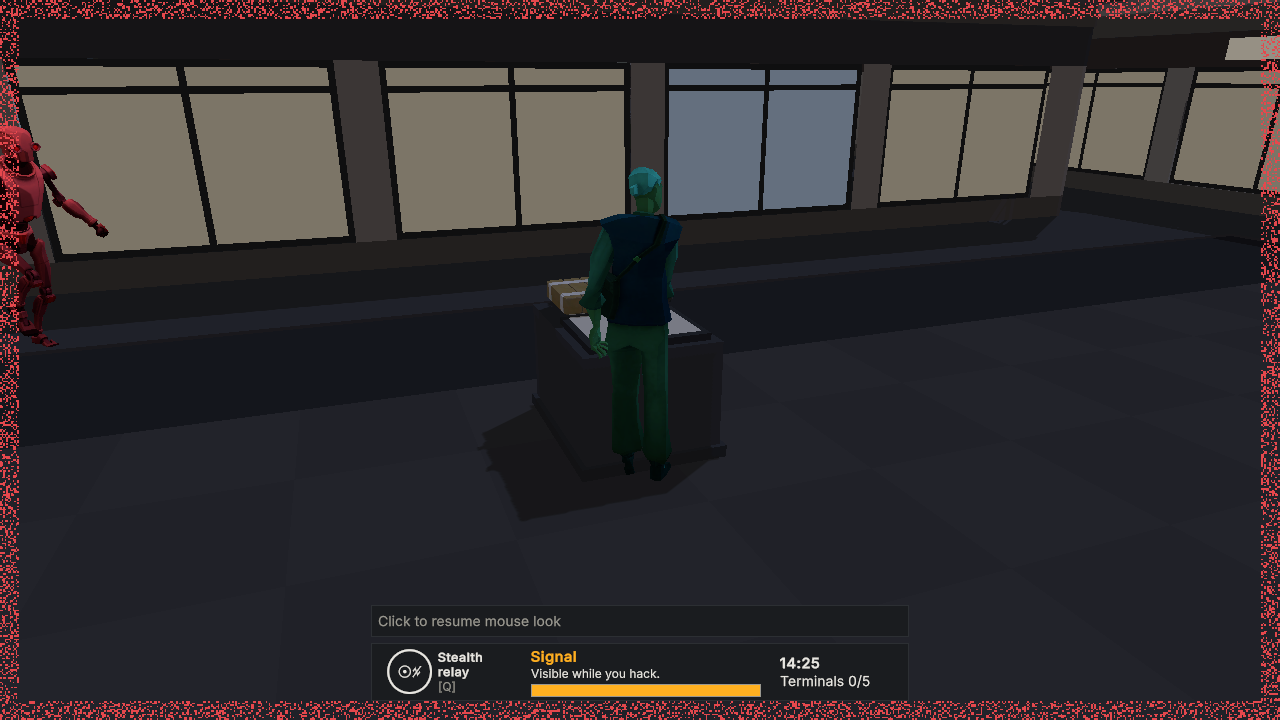 Click to resume mouse look
Stealth
relay
[Q]
Signal
Visible while you hack.
14:25
Terminals 0/5